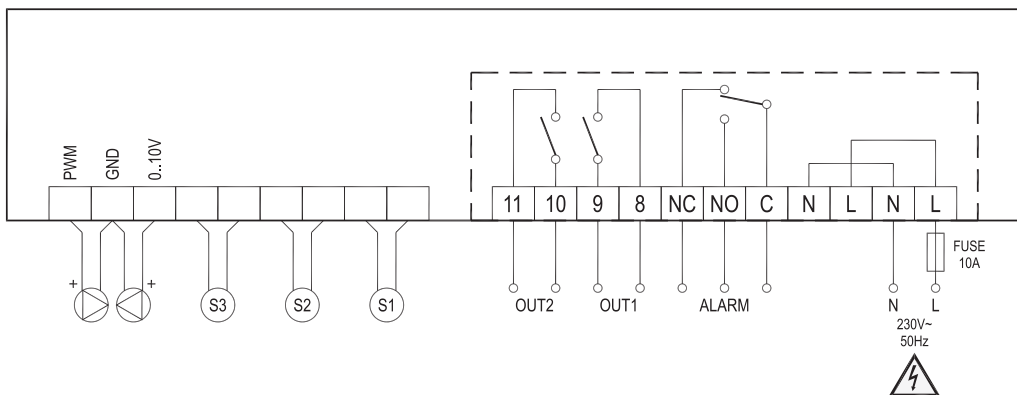 PWM
GND
0..10V
11 10 9 8 NC NO C N L N L
FUSE
10A
+ +
S3 S2 S1
OUT2 OUT1 ALARM N L
230V~
50Hz